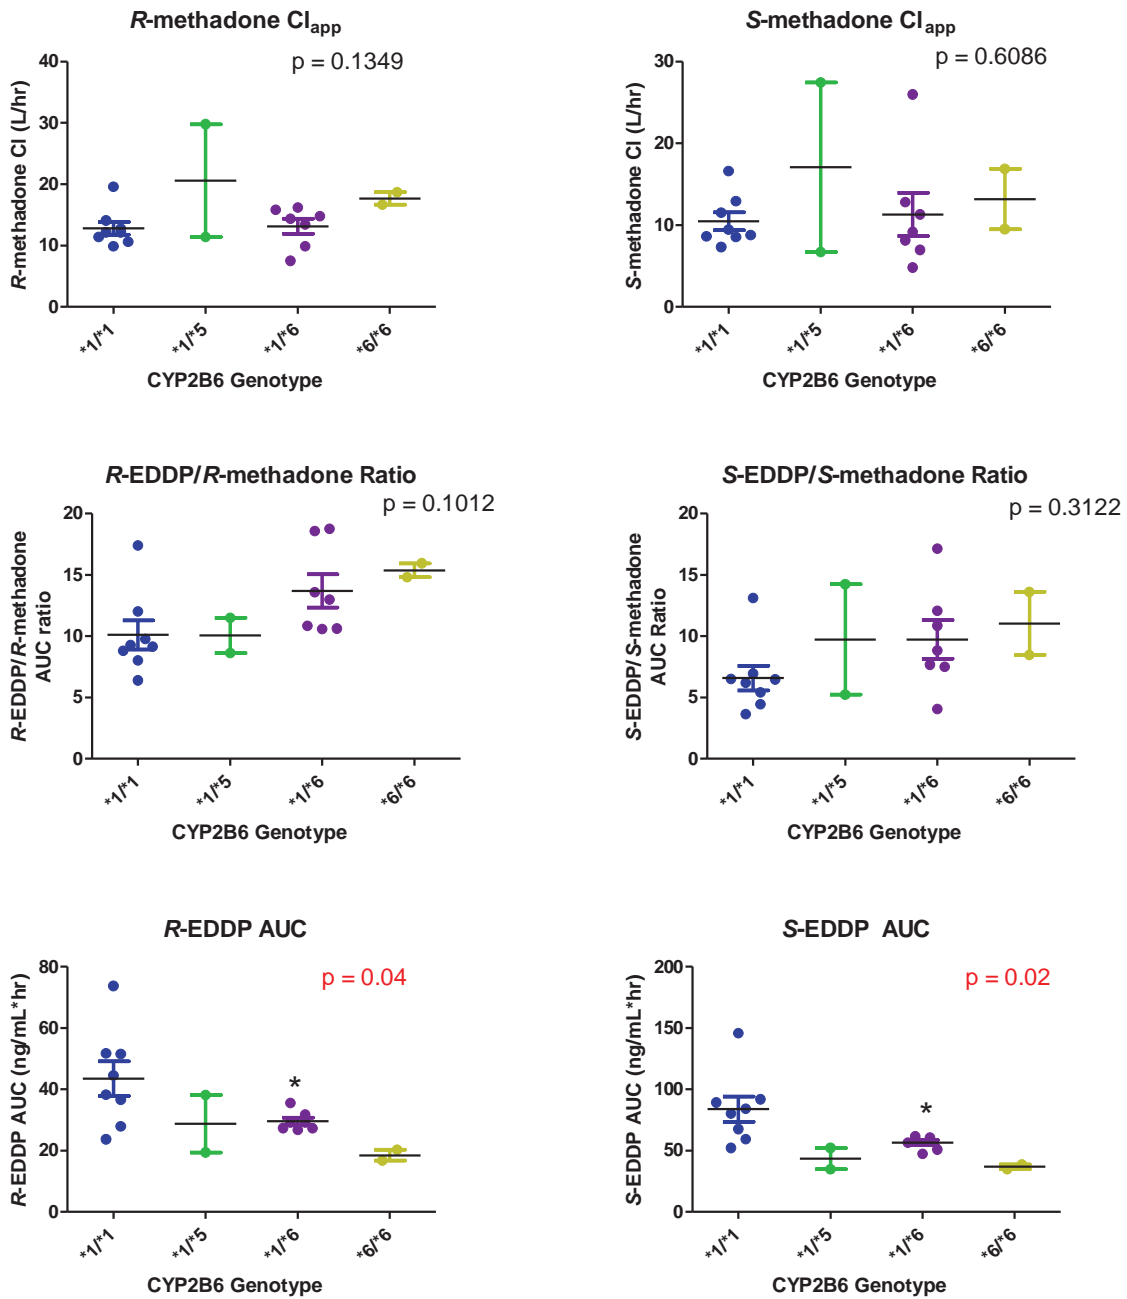 R-methadone Clapp
p = 0.1349
R-methadone Cl (L/hr)
40
30
20
10
0
*1/*1
*1/*5
*1/*6
*6/*6
CYP2B6 Genotype
S-methadone Clapp
p = 0.6086
S-methadone Cl (L/hr)
30
20
10
0
*1/*1
*1/*5
*1/*6
*6/*6
CYP2B6 Genotype
R-EDDP/R-methadone Ratio
p = 0.1012
R-EDDP/R-methadone
AUC ratio
20
15
10
5
0
*1/*1
*1/*5
*1/*6
*6/*6
CYP2B6 Genotype
S-EDDP/S-methadone Ratio
p = 0.3122
S-EDDP/S-methadone
AUC Ratio
20
15
10
5
0
*1/*1
*1/*5
*1/*6
*6/*6
CYP2B6 Genotype
R-EDDP AUC
p = 0.04
R-EDDP AUC (ng/mL*hr)
80
60
40
20
0
*
*1/*1
*1/*5
*1/*6
*6/*6
CYP2B6 Genotype
S-EDDP AUC
p = 0.02
S-EDDP AUC (ng/mL*hr)
200
150
100
50
0
*
*1/*1
*1/*5
*1/*6
*6/*6
CYP2B6 Genotype